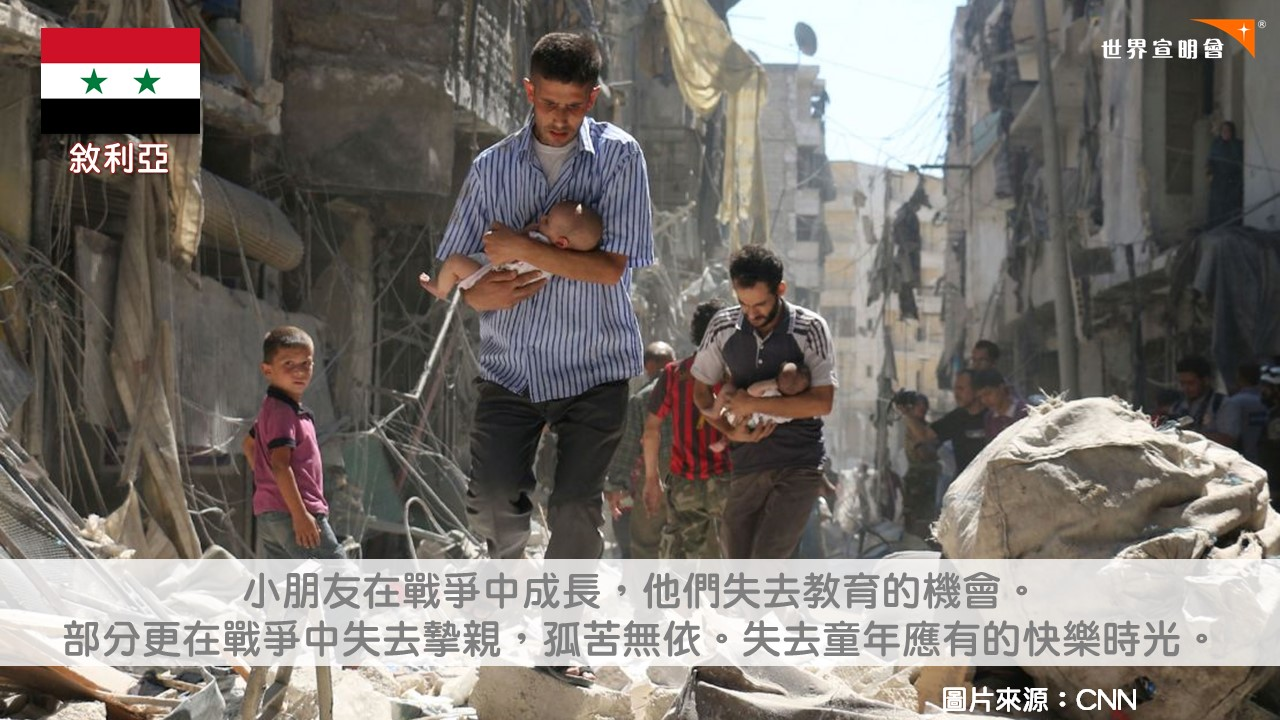 世界宣明會®
敘利亞
小朋友在戰爭中成長，他們失去教育的機會。
部分更在戰爭中失去摯親，孤苦無依。失去童年應有的快樂時光。
圖片來源：CNN